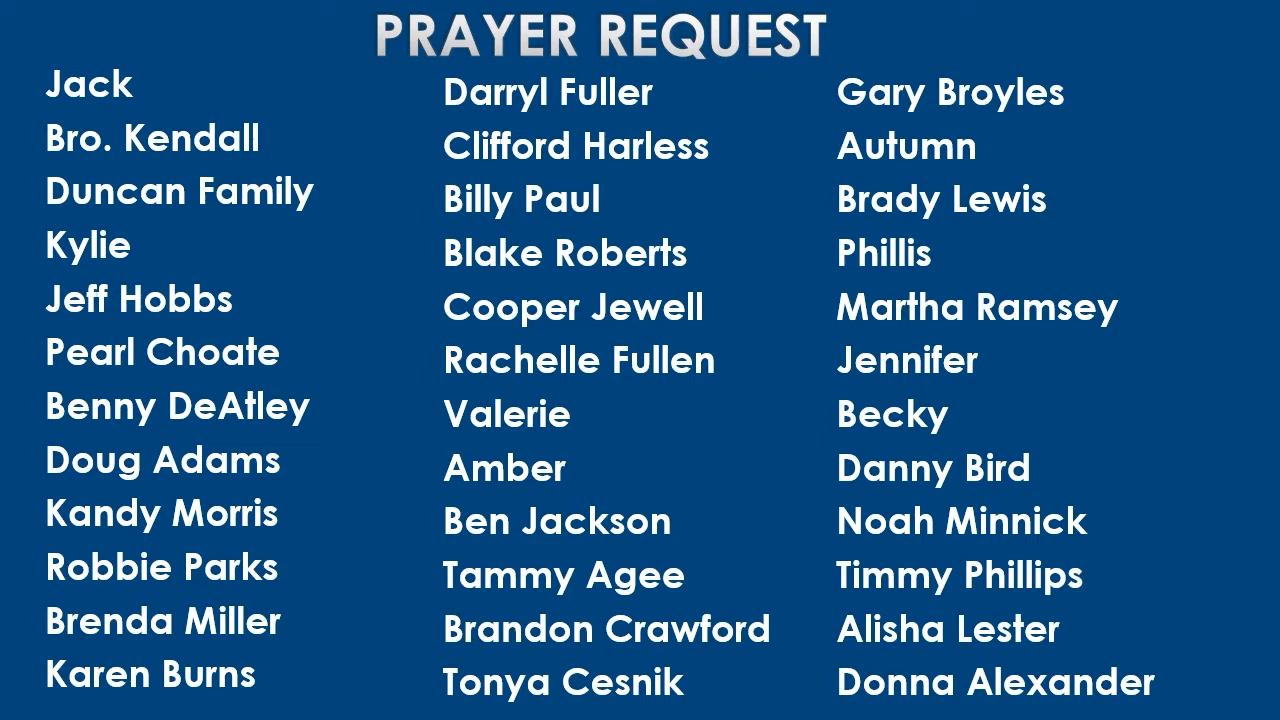 PRAYER REQUEST
Jack
Bro. Kendall
Duncan Family
Kylie
Jeff Hobbs
Pearl Choate
Benny DeAtley
Doug Adams
Kandy Morris
Robbie Parks
Brenda Miller
Karen Burns
Darryl Fuller
Clifford Harless
Billy Paul
Blake Roberts
Cooper Jewell
Rachelle Fullen
Valerie
Amber
Ben Jackson
Tammy Agee
Brandon Crawford
Tonya Cesnik
Gary Broyles
Autumn
Brady Lewis
Phillis
Martha Ramsey
Jennifer
Becky
Danny Bird
Noah Minnick
Timmy Phillips
Alisha Lester
Donna Alexander